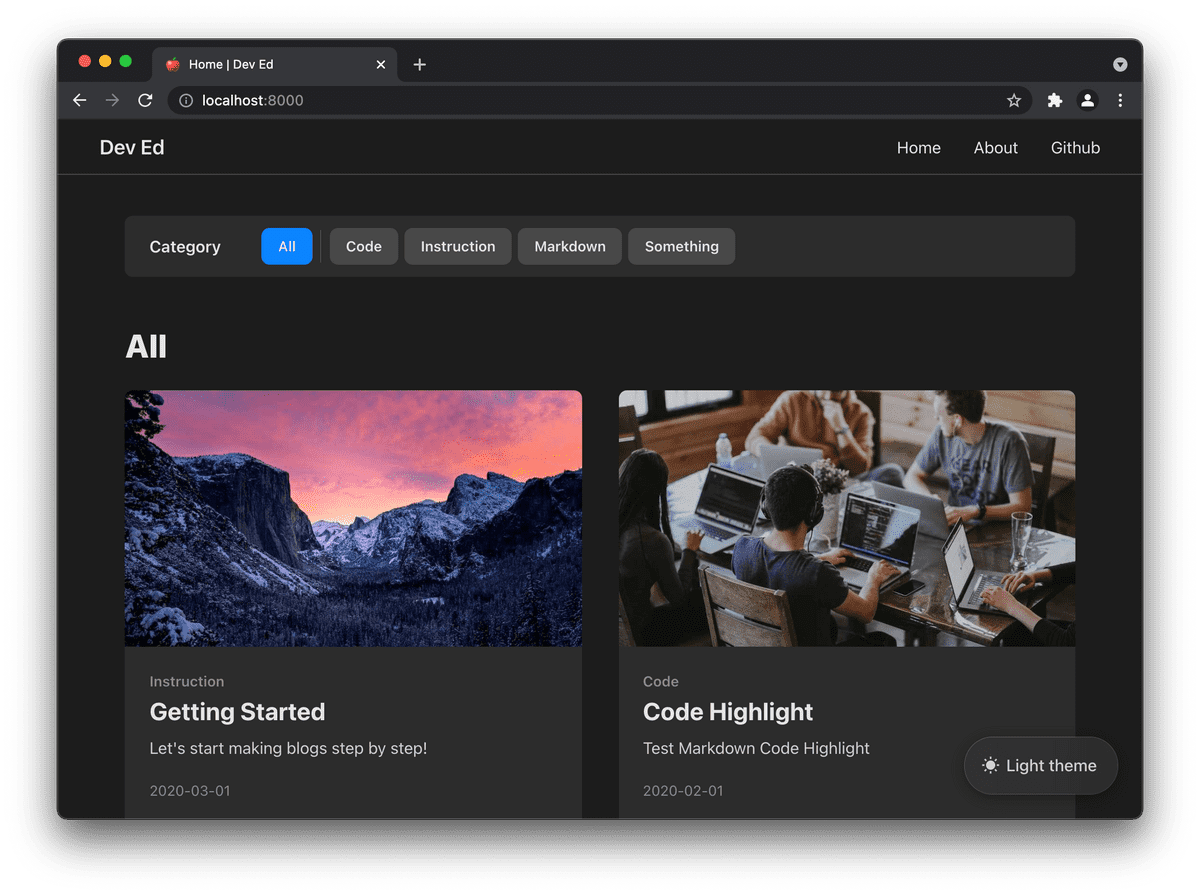 Home | Dev Ed
localhost:8000
Dev Ed
Home About Github
Category All Code Instruction Markdown Something
All
Instruction
Getting Started
Let's start making blogs step by step!
2020-03-01
Code
Code Highlight
Test Markdown Code Highlight
2020-02-01
Light theme